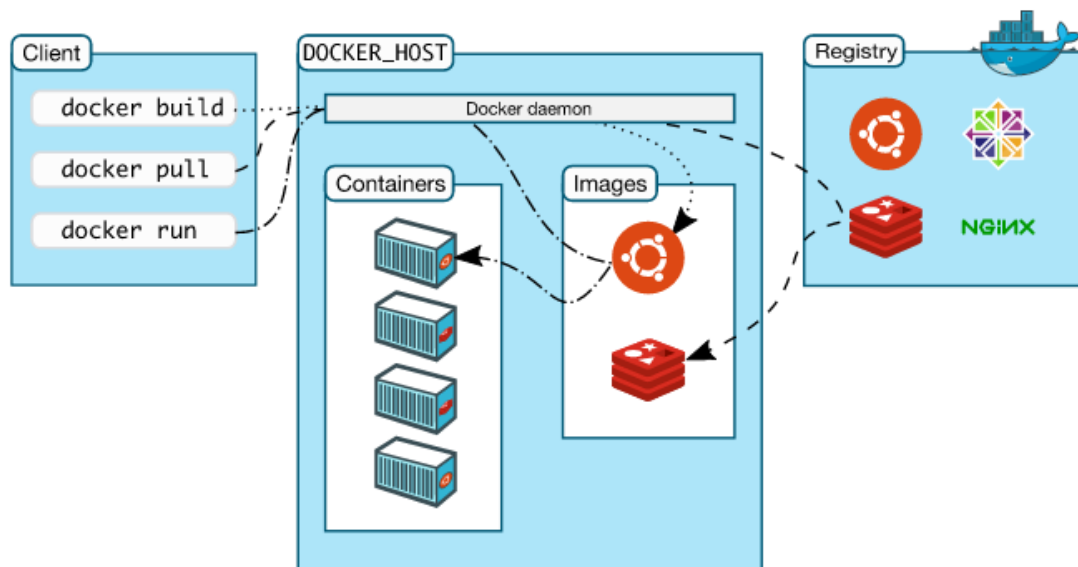 Client
docker build
docker pull
docker run
DOCKER_HOST
Docker daemon
Containers
Images
Registry
NGINX